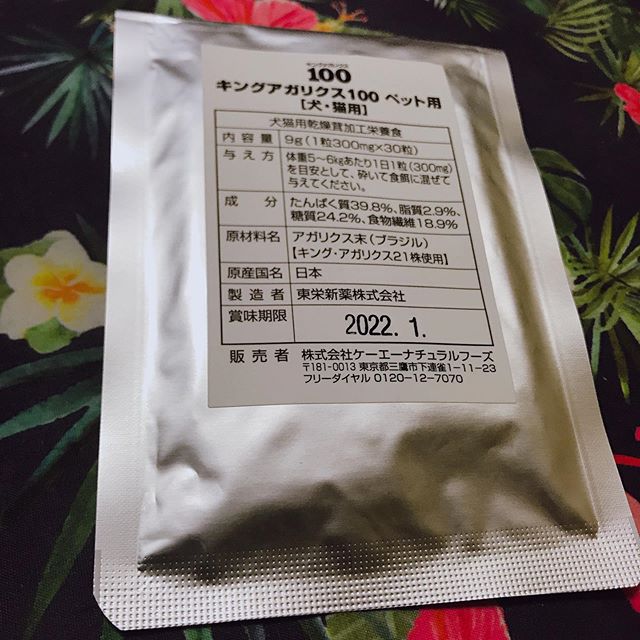 キングアガリクス
100
キングアガリクス100 ペット用
[犬・猫用]
犬猫用乾燥茸加工栄養食
内容量 9g(1粒300mg×30粒)
与え方 体重5〜6kgあたり1日1粒(300mg)
を目安として、砕いて食餌に混ぜて
与えてください。
成分 たんぱく質39.8%、脂質2.9%、
糖質24.2%、食物繊維18.9%
原材料名 アガリクス末(ブラジル)
【キング・アガリクス21株使用】
原産国名 日本
製造者 東栄新薬株式会社
賞味期限 2022. 1.
販売者 株式会社ケーエーナチュラルフーズ
〒181-0013 東京都三鷹市下連雀1-11-23
フリーダイヤル 0120-12-7070